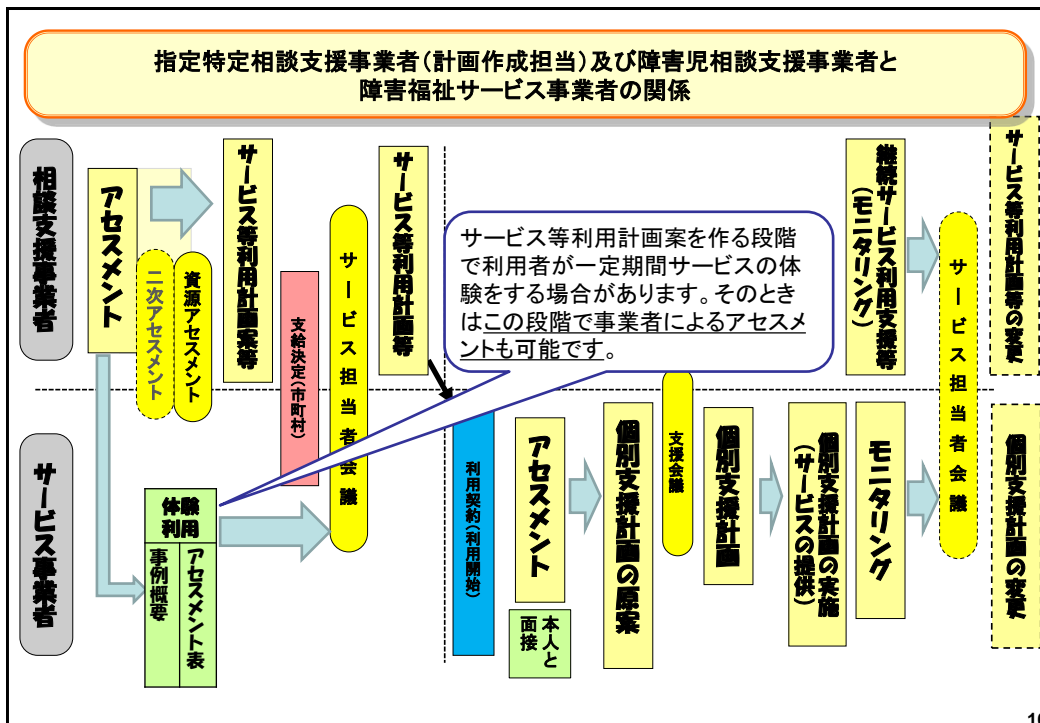 指定特定相談支援事業者(計画作成担当)及び障害児相談支援事業者と
障害福祉サービス事業者の関係
相談支援事業者
アセスメント
二次アセスメント
資源アセスメント
サービス等利用計画案等
支給決定(市町村)
サービス担当者会議
サービス等利用計画等
サービス等利用計画案を作る段階
で利用者が一定期間サービスの体
験をする場合があります。そのとき
はこの段階で事業者によるアセスメ
ントも可能です。
継続サービス利用支援等
(モニタリング)
サービス担当者会議
サービス等利用計画等の変更
サービス事業者
体験
利用
事例概要
アセスメント表
利用契約(利用開始)
アセスメント
本人と
面接
個別支援計画の原案
支援会議
個別支援計画
個別支援計画の実施
(サービスの提供)
モニタリング
個別支援計画の変更